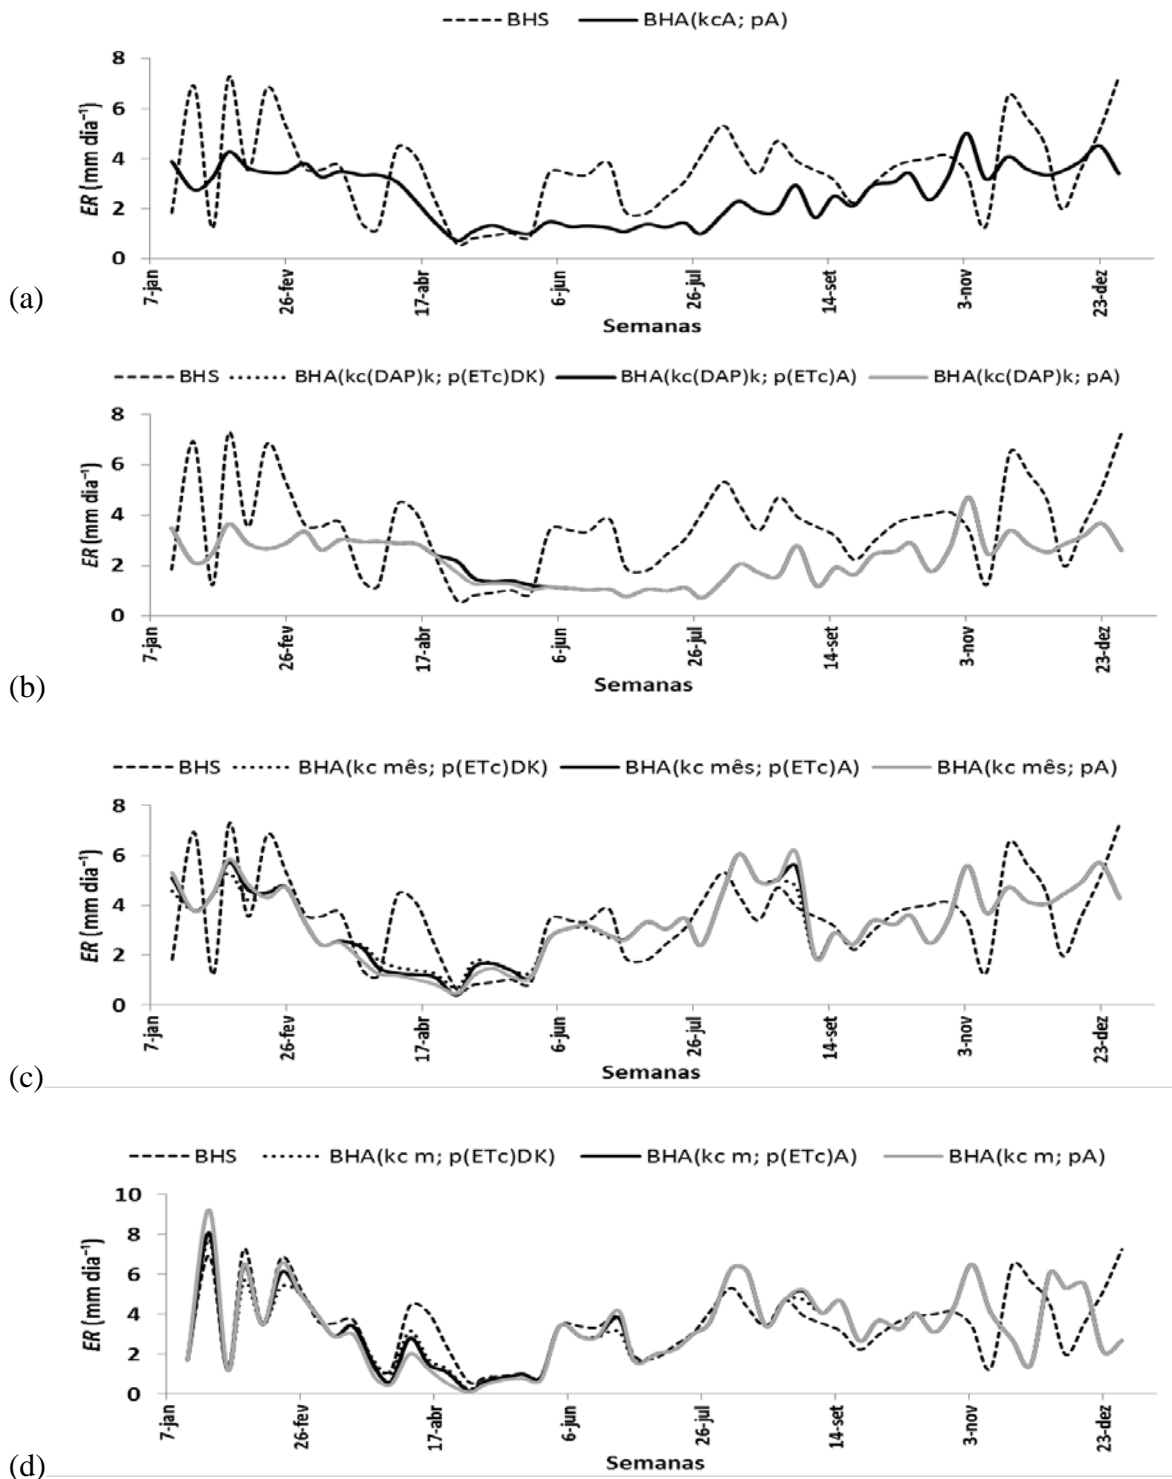 BHS BHA(kcA; pA)
8
6
4
2
0
ER (mm dia⁻¹)
7-jan 26-fev 17-abr 6-jun 26-jul 14-set 3-nov 23-dez
Semanas
(a)
BHS BHA(kc(DAP)k; p(ETc)DK) BHA(kc(DAP)k; p(ETc)A) BHA(kc(DAP)k; pA)
8
6
4
2
0
ER (mm dia⁻¹)
7-jan 26-fev 17-abr 6-jun 26-jul 14-set 3-nov 23-dez
Semanas
(b)
BHS BHA(kc mês; p(ETc)DK) BHA(kc mês; p(ETc)A) BHA(kc mês; pA)
8
6
4
2
0
ER (mm dia⁻¹)
7-jan 26-fev 17-abr 6-jun 26-jul 14-set 3-nov 23-dez
Semanas
(c)
BHS BHA(kc m; p(ETc)DK) BHA(kc m; p(ETc)A) BHA(kc m; pA)
10
8
6
4
2
0
ER (mm dia⁻¹)
7-jan 26-fev 17-abr 6-jun 26-jul 14-set 3-nov 23-dez
Semanas
(d)